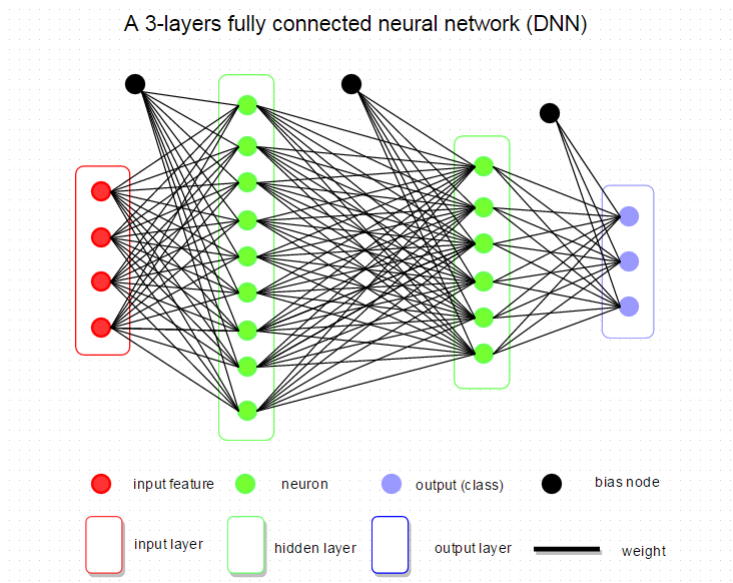 A 3-layers fully connected neural network (DNN)
input feature
neuron
output (class)
bias node
input layer
hidden layer
output layer
weight